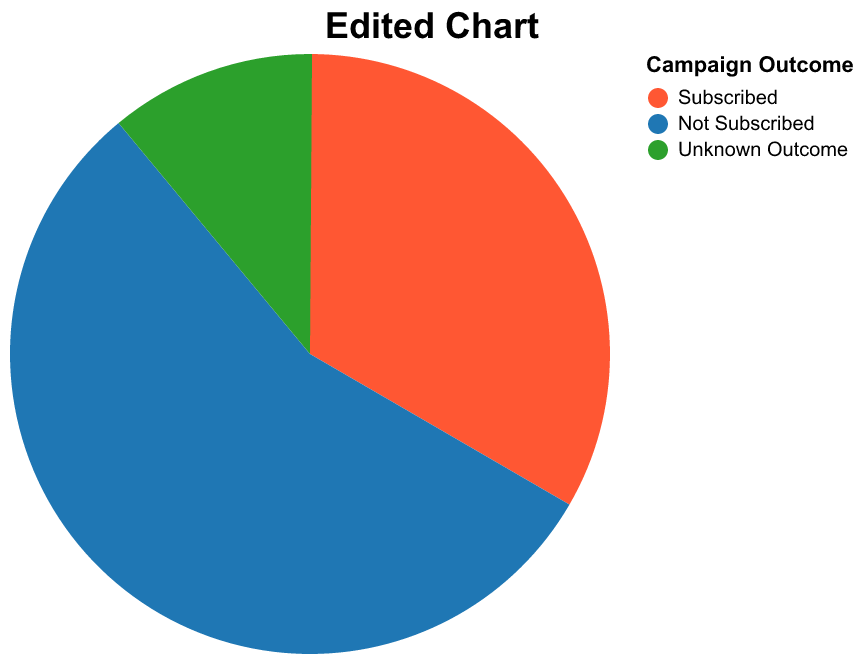 Edited Chart
Campaign Outcome
Subscribed
Not Subscribed
Unknown Outcome